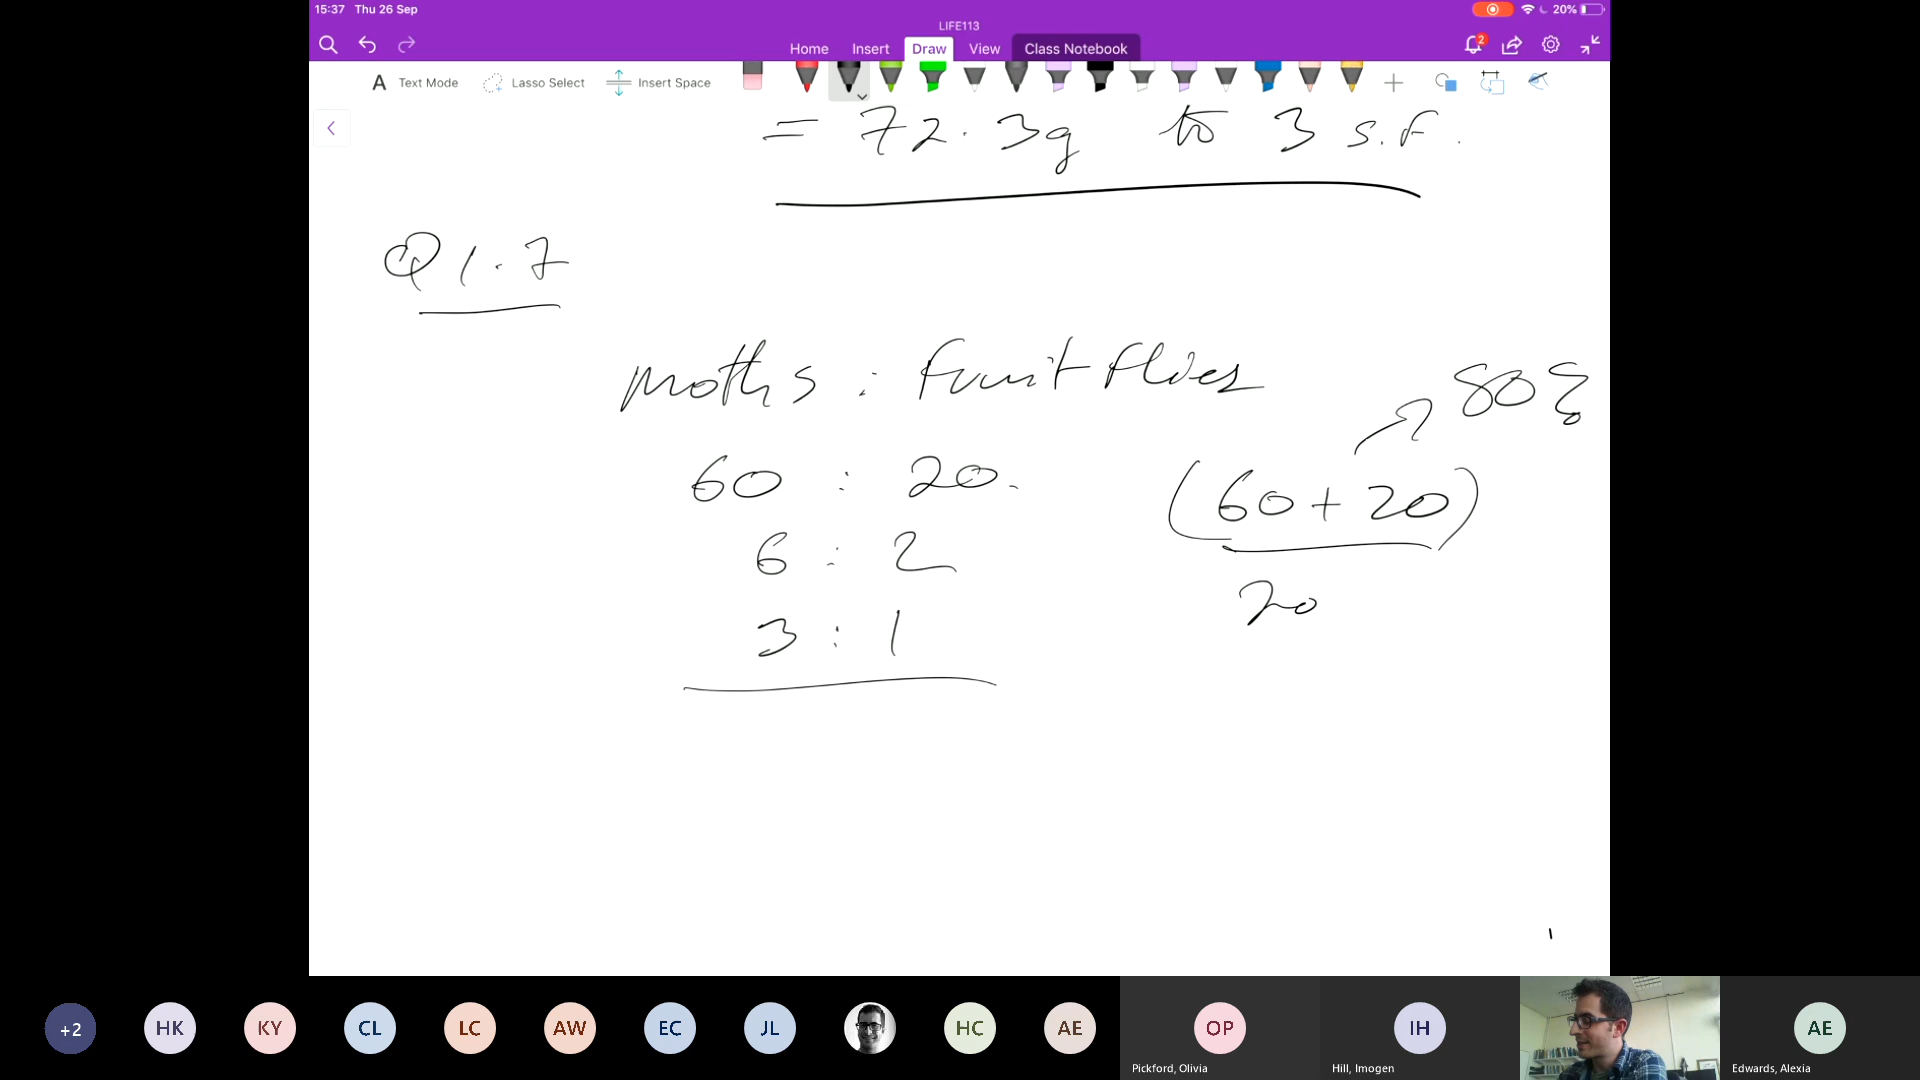 15:37 Thu 26 Sep
20%
LIFE113
Home Insert Draw View Class Notebook
2
A Text Mode Lasso Select Insert Space
= 72.3g to 3 s.f.
Q1.7
moths : fruit flies
60 : 20.
6 : 2
3 : 1
80
(60 + 20)
20
+2 HK KY CL LC AW EC JL HC AE OP IH AE
Pickford, Olivia Hill, Imogen Edwards, Alexia